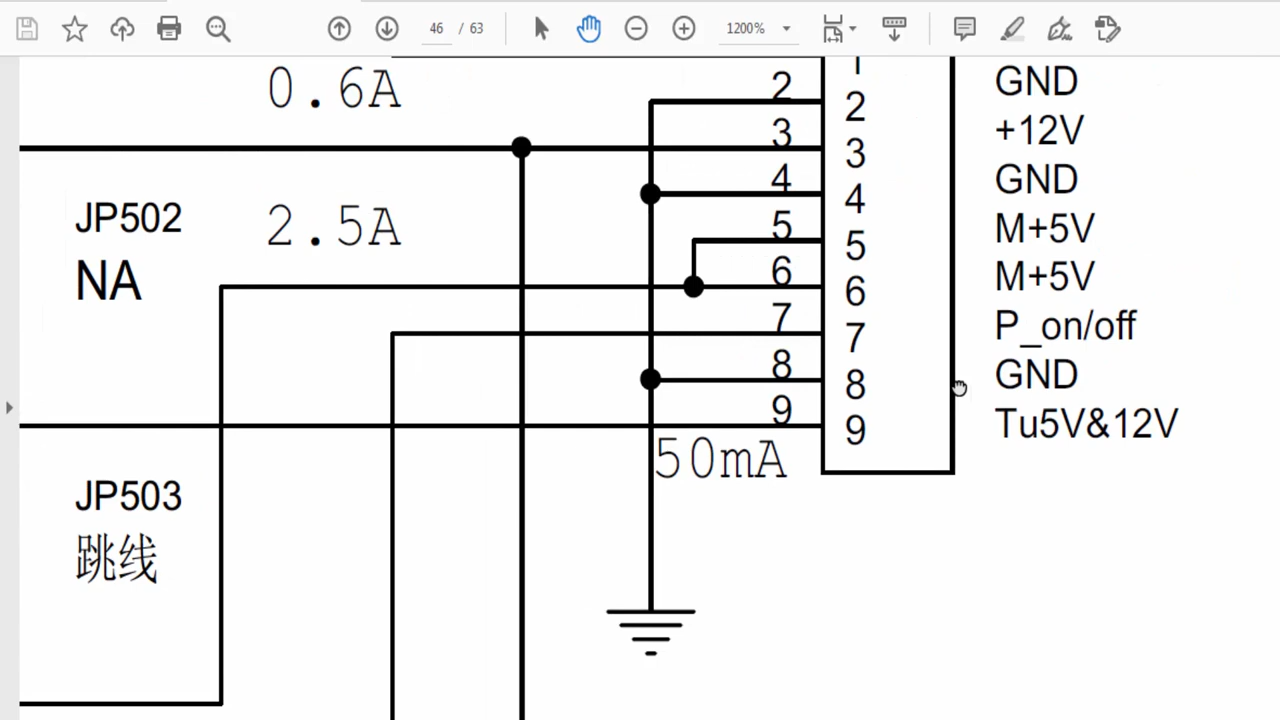 46 / 63 1200%
1
0.6A 2 2 GND
3 3 +12V
4 4 GND
JP502 2.5A 5 5 M+5V
NA 6 6 M+5V
7 7 P_on/off
8 8 GND
9 9 Tu5V&12V
50mA
JP503
跳线